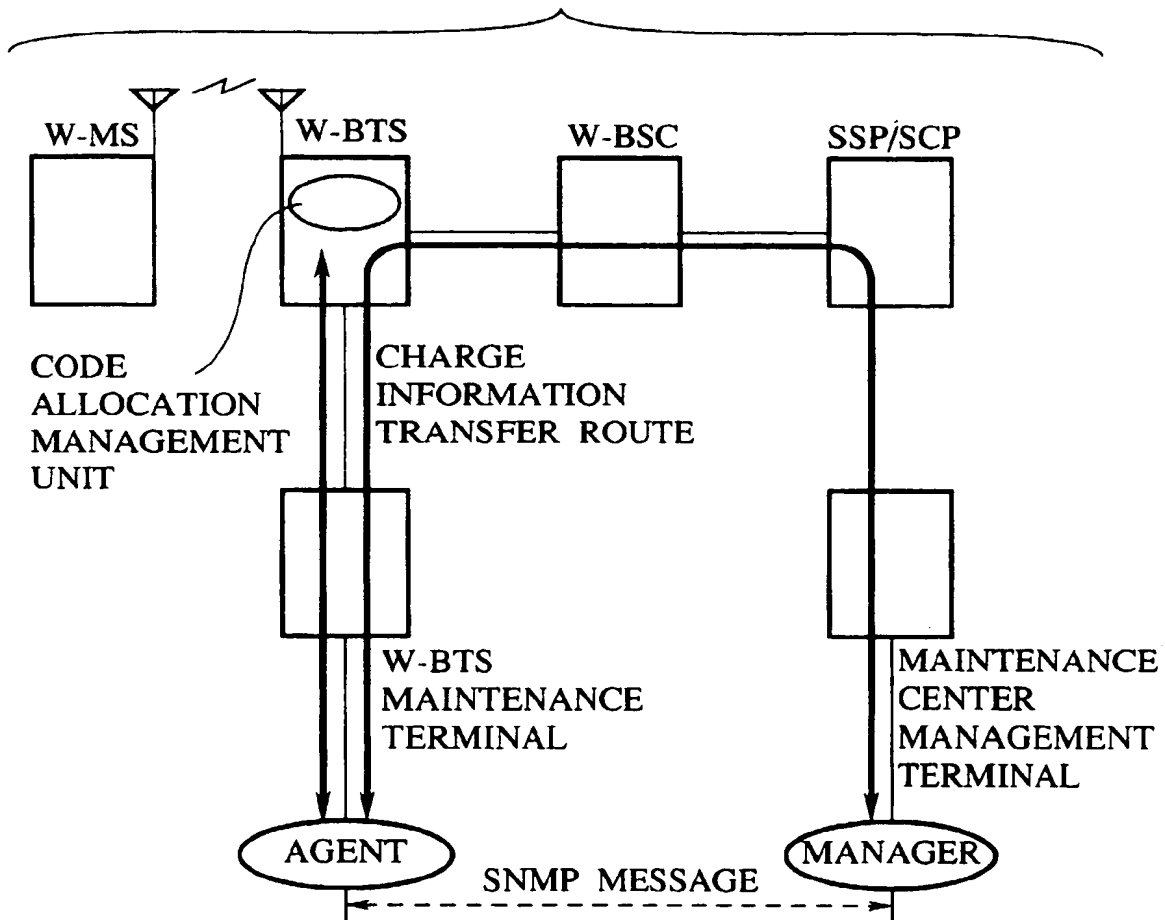 W-MS
W-BTS
W-BSC
SSP/SCP
CODE
ALLOCATION
MANAGEMENT
UNIT
CHARGE
INFORMATION
TRANSFER ROUTE
W-BTS
MAINTENANCE
TERMINAL
MAINTENANCE
CENTER
MANAGEMENT
TERMINAL
AGENT
MANAGER
SNMP MESSAGE